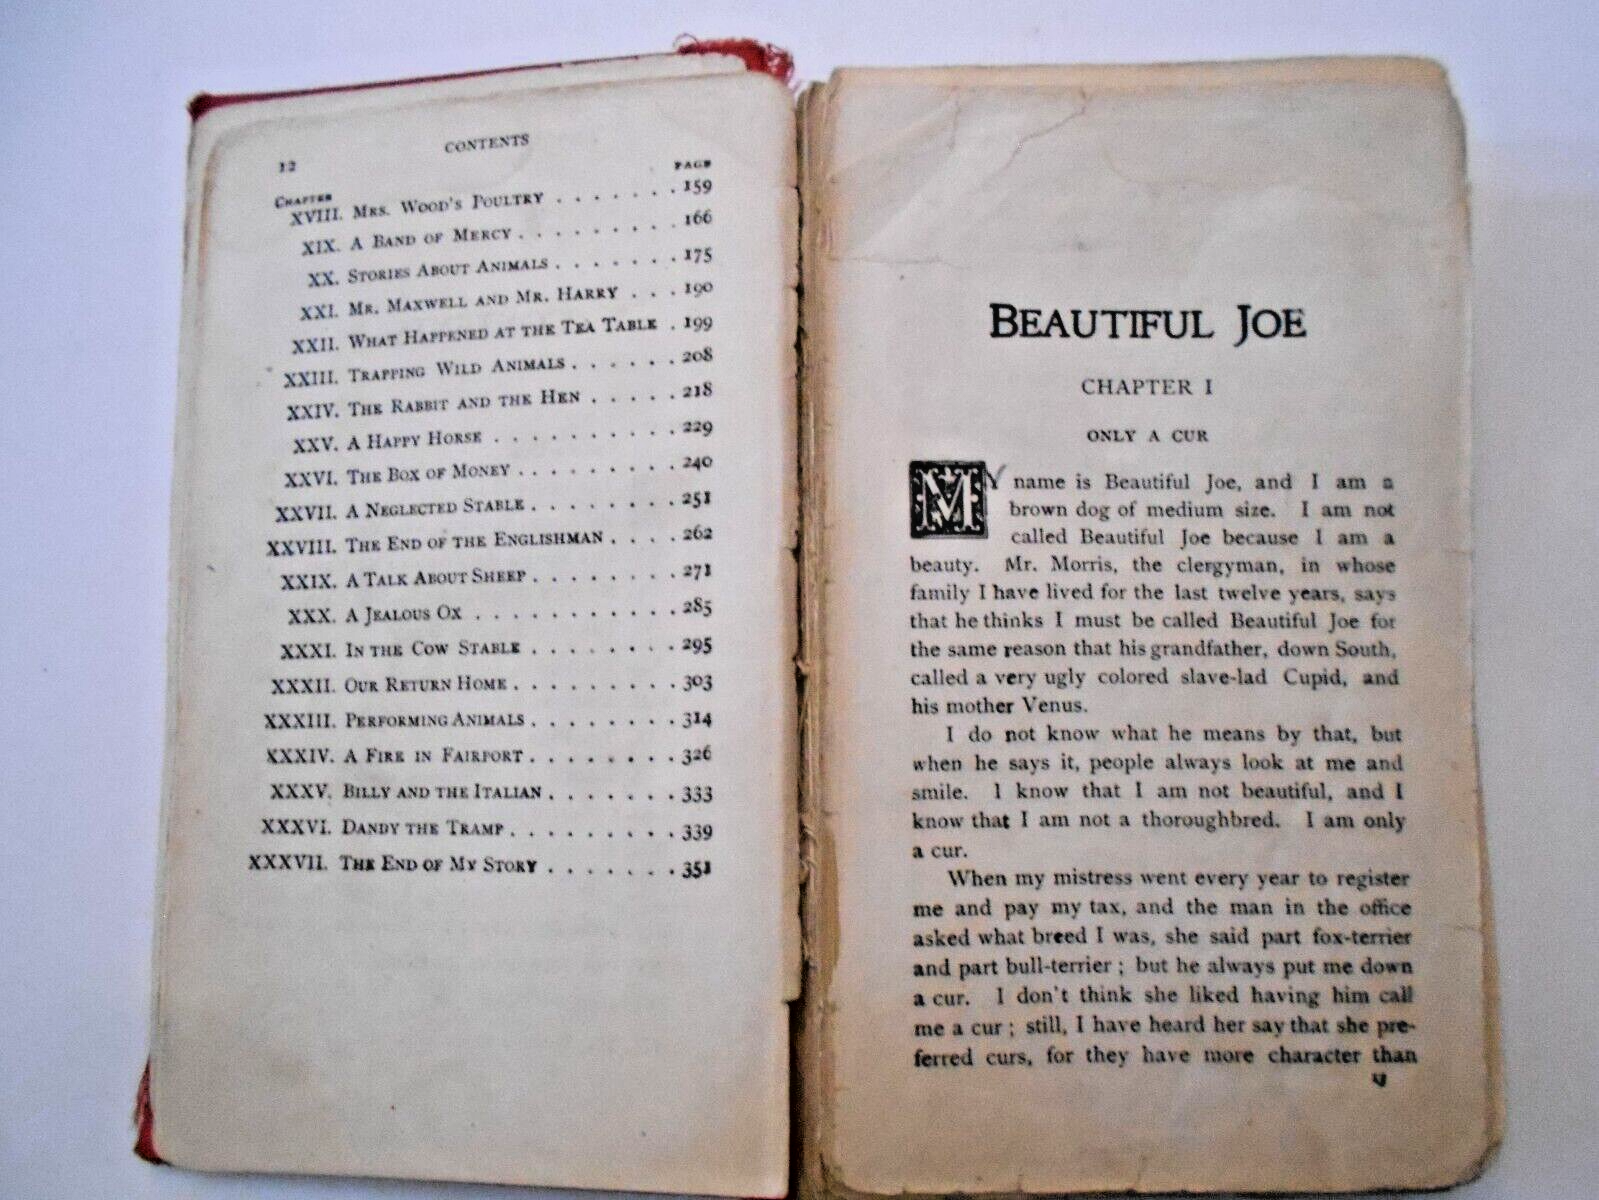 12
CONTENTS
CHAPTER PAGE
XVIII. MRS. WOOD'S POULTRY . . . . . . . 159
XIX. A BAND OF MERCY . . . . . . . . . 166
XX. STORIES ABOUT ANIMALS . . . . . . . 175
XXI. MR. MAXWELL AND MR. HARRY . . . 190
XXII. WHAT HAPPENED AT THE TEA TABLE . 199
XXIII. TRAPPING WILD ANIMALS . . . . . . 208
XXIV. THE RABBIT AND THE HEN . . . . . 218
XXV. A HAPPY HORSE . . . . . . . . . . 229
XXVI. THE BOX OF MONEY . . . . . . . . . 240
XXVII. A NEGLECTED STABLE . . . . . . . . 251
XXVIII. THE END OF THE ENGLISHMAN . . . . 262
XXIX. A TALK ABOUT SHEEP . . . . . . . . 271
XXX. A JEALOUS OX . . . . . . . . . . . 285
XXXI. IN THE COW STABLE . . . . . . . . 295
XXXII. OUR RETURN HOME . . . . . . . . . 303
XXXIII. PERFORMING ANIMALS . . . . . . . . 314
XXXIV. A FIRE IN FAIRPORT . . . . . . . . 326
XXXV. BILLY AND THE ITALIAN . . . . . . . 333
XXXVI. DANDY THE TRAMP . . . . . . . . . 339
XXXVII. THE END OF MY STORY . . . . . . . 351
BEAUTIFUL JOE
CHAPTER I
ONLY A CUR
MY name is Beautiful Joe, and I am a
brown dog of medium size. I am not
called Beautiful Joe because I am a
beauty. Mr. Morris, the clergyman, in whose
family I have lived for the last twelve years, says
that he thinks I must be called Beautiful Joe for
the same reason that his grandfather, down South,
called a very ugly colored slave-lad Cupid, and
his mother Venus.
I do not know what he means by that, but
when he says it, people always look at me and
smile. I know that I am not beautiful, and I
know that I am not a thoroughbred. I am only
a cur.
When my mistress went every year to register
me and pay my tax, and the man in the office
asked what breed I was, she said part fox-terrier
and part bull-terrier ; but he always put me down
a cur. I don't think she liked having him call
me a cur ; still, I have heard her say that she pre-
ferred curs, for they have more character than